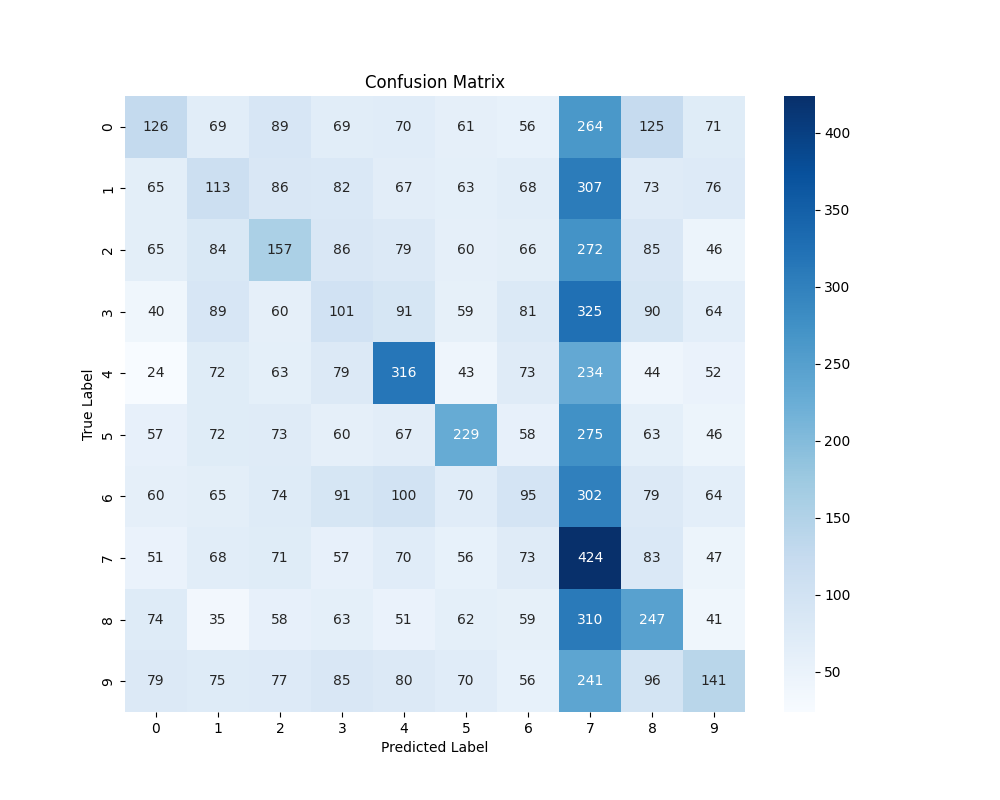 Confusion Matrix
0 126 69 89 69 70 61 56 264 125 71
1 65 113 86 82 67 63 68 307 73 76
2 65 84 157 86 79 60 66 272 85 46
3 40 89 60 101 91 59 81 325 90 64
4 24 72 63 79 316 43 73 234 44 52
5 57 72 73 60 67 229 58 275 63 46
6 60 65 74 91 100 70 95 302 79 64
7 51 68 71 57 70 56 73 424 83 47
8 74 35 58 63 51 62 59 310 247 41
9 79 75 77 85 80 70 56 241 96 141
0 1 2 3 4 5 6 7 8 9
Predicted Label
True Label
400
350
300
250
200
150
100
50